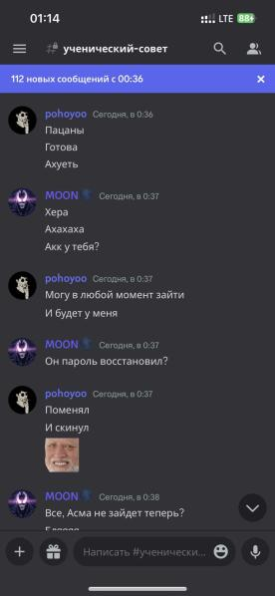 01:14
LTE 88
ученический-совет
112 новых сообщений с 00:36
pohoyoo Сегодня, в 0:36
Пацаны
Готова
Ахуеть
MOON Сегодня, в 0:37
Хера
Ахахаха
Акк у тебя?
pohoyoo Сегодня, в 0:37
Могу в любой момент зайти
И будет у меня
MOON Сегодня, в 0:37
Он пароль восстановил?
pohoyoo Сегодня, в 0:37
Поменял
И скинул
MOON Сегодня, в 0:38
Все, Асма не зайдет теперь?
Написать #ученически...